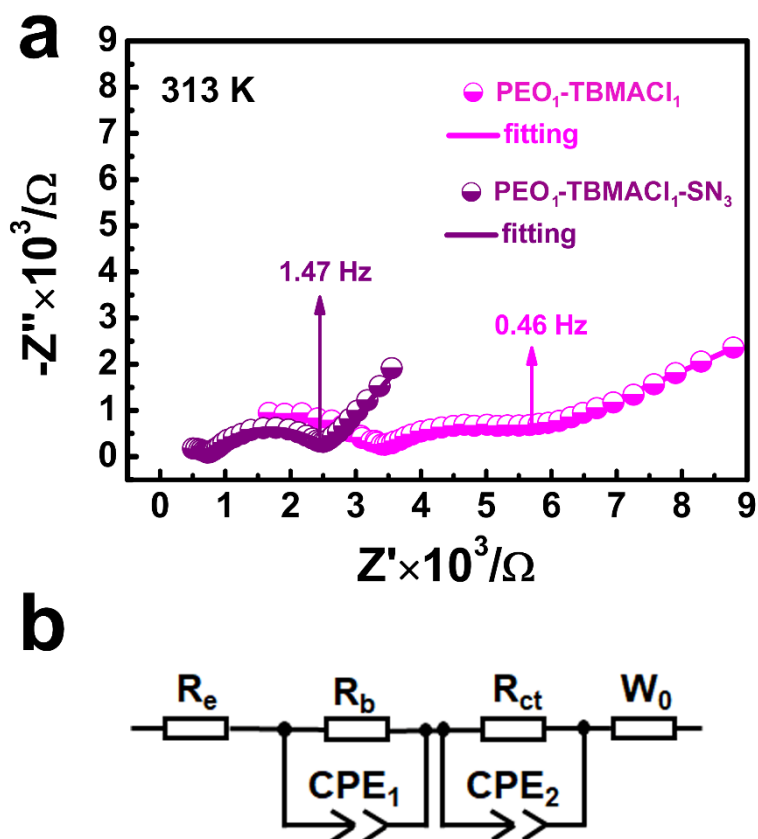 a
9
8
7
6
5
4
3
2
1
0
-Z''×10³/Ω
313 K
PEO₁-TBMACl₁
fitting
PEO₁-TBMACl₁-SN₃
fitting
1.47 Hz
0.46 Hz
0 1 2 3 4 5 6 7 8 9
Z'×10³/Ω
b
Rₑ R_b R_ct W₀
CPE₁ CPE₂